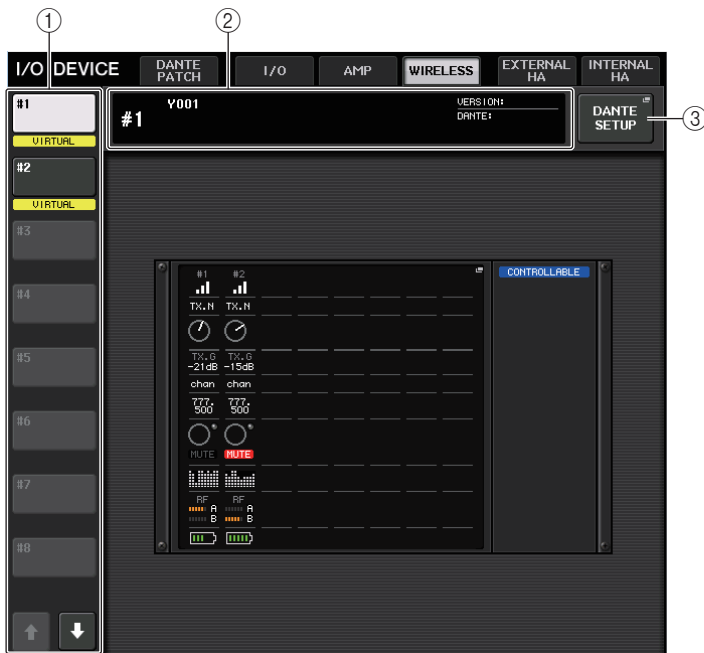 ① ②
I/O DEVICE DANTE PATCH I/O AMP WIRELESS EXTERNAL HA INTERNAL HA
#1 VIRTUAL
#1 Y001 VERSION: DANTE:
DANTE SETUP ③
#2 VIRTUAL
#3
#4
#5
#6
#7
#8
#1 #2 CONTROLLABLE
TX.N TX.N
TX.G TX.G
-21dB -15dB
chan chan
777.500 777.500
MUTE MUTE
RF RF
A A
B B